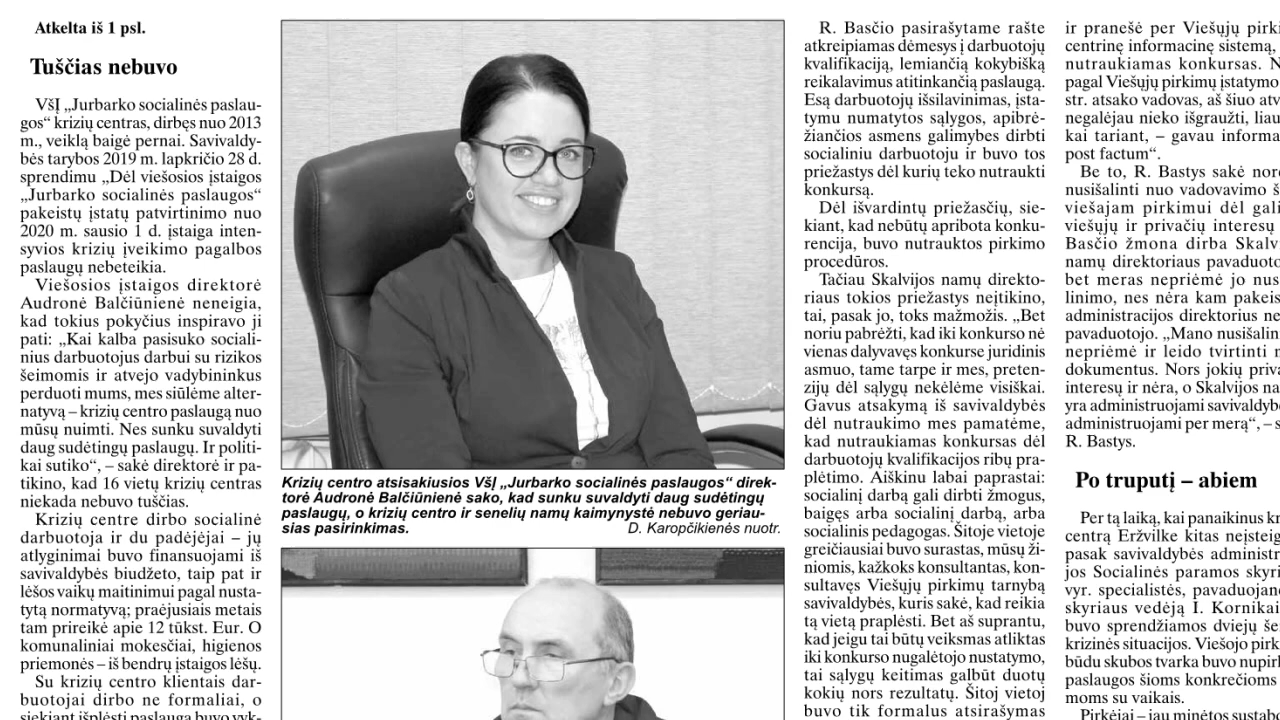 Atkelta iš 1 psl.
Tuščias nebuvo
VšĮ „Jurbarko socialinės paslau-
gos“ krizių centras, dirbęs nuo 2013
m., veiklą baigė pernai. Savivaldy-
bės tarybos 2019 m. lapkričio 28 d.
sprendimu „Dėl viešosios įstaigos
„Jurbarko socialinės paslaugos“
pakeistų įstatų patvirtinimo nuo
2020 m. sausio 1 d. įstaiga inten-
syvios krizių įveikimo pagalbos
paslaugų nebeteikia.
Viešosios įstaigos direktorė
Audronė Balčiūnienė neneigia,
kad tokius pokyčius inspiravo ji
pati: „Kai kalba pasisuko sociali-
nius darbuotojus darbui su rizikos
šeimomis ir atvejo vadybininkus
perduoti mums, mes siūlėme alter-
natyvą – krizių centro paslaugą nuo
mūsų nuimti. Nes sunku suvaldyti
daug sudėtingų paslaugų. Ir politi-
kai sutiko“, – sakė direktorė ir pa-
tikino, kad 16 vietų krizių centras
niekada nebuvo tuščias.
Krizių centre dirbo socialinė
darbuotoja ir du padėjėjai – jų
atlyginimai buvo finansuojami iš
savivaldybės biudžeto, taip pat ir
lėšos vaikų maitinimui pagal nusta-
tytą normatyvą; praėjusiais metais
tam prireikė apie 12 tūkst. Eur. O
komunaliniai mokesčiai, higienos
priemonės – iš bendrų įstaigos lėšų.
Su krizių centro klientais dar-
buotojai dirbo ne formaliai, o
siekiant išplėsti paslaugą buvo vyk-
Krizių centro atsisakiusios VšĮ „Jurbarko socialinės paslaugos“ direk-
torė Audronė Balčiūnienė sako, kad sunku suvaldyti daug sudėtingų
paslaugų, o krizių centro ir senelių namų kaimynystė nebuvo geriau-
sias pasirinkimas. D. Karopčikienės nuotr.
R. Basčio pasirašytame rašte
atkreipiamas dėmesys į darbuotojų
kvalifikaciją, lemiančią kokybišką
reikalavimus atitinkančią paslaugą.
Esą darbuotojų išsilavinimas, įsta-
tymu numatytos sąlygos, apibrė-
žiančios asmens galimybes dirbti
socialiniu darbuotoju ir buvo tos
priežastys dėl kurių teko nutraukti
konkursą.
Dėl išvardintų priežasčių, sie-
kiant, kad nebūtų apribota konku-
rencija, buvo nutrauktos pirkimo
procedūros.
Tačiau Skalvijos namų direkto-
riaus tokios priežastys neįtikino,
tai, pasak jo, toks mažmožis. „Bet
noriu pabrėžti, kad iki konkurso nė
vienas dalyvavęs konkurse juridinis
asmuo, tame tarpe ir mes, preten-
zijų dėl sąlygų nekėlėme visiškai.
Gavus atsakymą iš savivaldybės
dėl nutraukimo mes pamatėme,
kad nutraukiamas konkursas dėl
darbuotojų kvalifikacijos ribų pra-
plėtimo. Aiškinu labai paprastai:
socialinį darbą gali dirbti žmogus,
baigęs arba socialinį darbą, arba
socialinis pedagogas. Šitoje vietoje
greičiausiai buvo surastas, mūsų ži-
niomis, kažkoks konsultantas, kon-
sultavęs Viešųjų pirkimų tarnybą
savivaldybės, kuris sakė, kad reikia
tą vietą praplėsti. Bet aš suprantu,
kad jeigu tai būtų veiksmas atliktas
iki konkurso nugalėtojo nustatymo,
tai sąlygų keitimas galbūt duotų
kokių nors rezultatų. Šitoj vietoj
buvo tik formalus atsirašymas
ir pranešė per Viešųjų pirki
centrinę informacinę sistemą,
nutraukiamas konkursas. N
pagal Viešųjų pirkimų įstatymo
str. atsako vadovas, aš šiuo atv
negalėjau nieko išgraužti, liau
kai tariant, – gavau informa
post factum“.
Be to, R. Bastys sakė norė
nusišalinti nuo vadovavimo š
viešajam pirkimui dėl gali
viešųjų ir privačių interesų
Basčio žmona dirba Skalv
namų direktoriaus pavaduoto
bet meras nepriėmė jo nus
linimo, nes nėra kam pakeis
administracijos direktorius ne
pavaduotojo. „Mano nusišalin
nepriėmė ir leido tvirtinti
dokumentus. Nors jokių priva
interesų ir nėra, o Skalvijos na
yra administruojami savivaldyb
administruojami per merą“, – s
R. Bastys.
Po truputį – abiem
Per tą laiką, kai panaikinus kr
centrą Eržvilke kitas neįsteig
pasak savivaldybės administr
jos Socialinės paramos skyri
vyr. specialistės, pavaduojanč
skyriaus vedėją I. Kornikai
buvo sprendžiamos dviejų še
krizinės situacijos. Viešojo pirk
būdu skubos tvarka buvo nupirk
paslaugos šioms konkrečioms
moms su vaikais.
Pirkėjai – jau minėtos sustabd